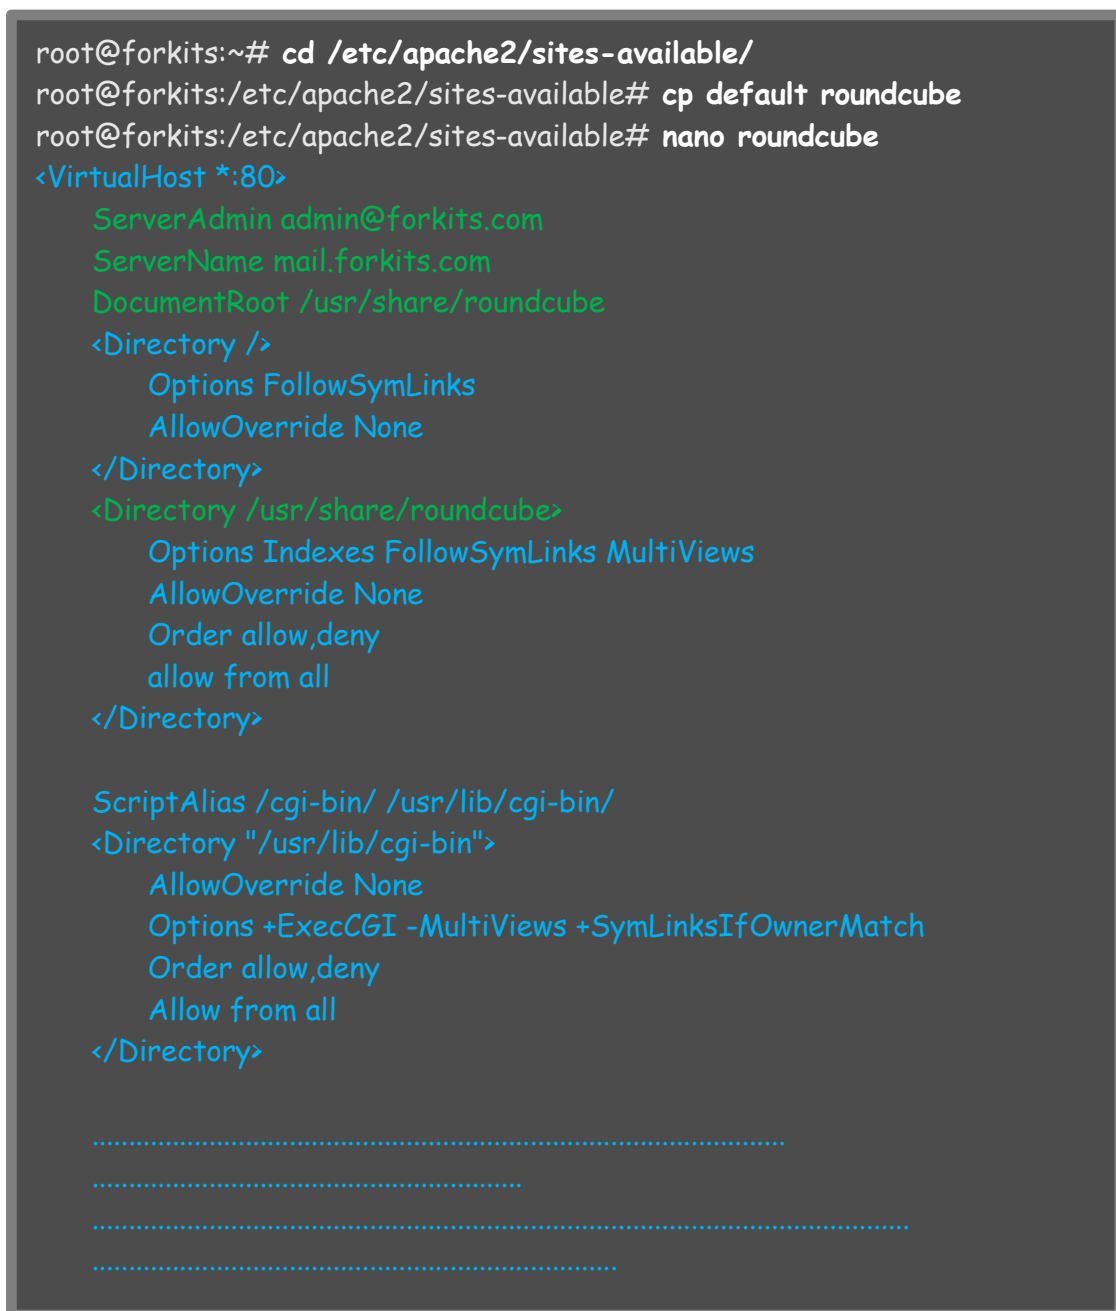 root@forkits:~# cd /etc/apache2/sites-available/
root@forkits:/etc/apache2/sites-available# cp default roundcube
root@forkits:/etc/apache2/sites-available# nano roundcube
<VirtualHost *:80>
ServerAdmin admin@forkits.com
ServerName mail.forkits.com
DocumentRoot /usr/share/roundcube
<Directory />
Options FollowSymLinks
AllowOverride None
</Directory>
<Directory /usr/share/roundcube>
Options Indexes FollowSymLinks MultiViews
AllowOverride None
Order allow,deny
allow from all
</Directory>
ScriptAlias /cgi-bin/ /usr/lib/cgi-bin/
<Directory "/usr/lib/cgi-bin">
AllowOverride None
Options +ExecCGI -MultiViews +SymLinksIfOwnerMatch
Order allow,deny
Allow from all
</Directory>
...............................................................................................
...........................................................
................................................................................................................
........................................................................